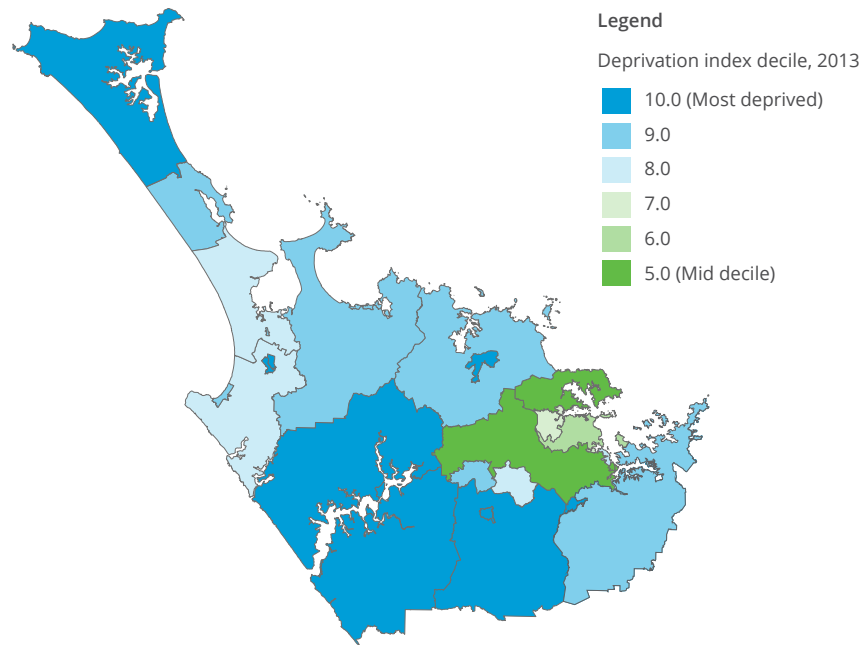 Legend
Deprivation index decile, 2013
10.0 (Most deprived)
9.0
8.0
7.0
6.0
5.0 (Mid decile)